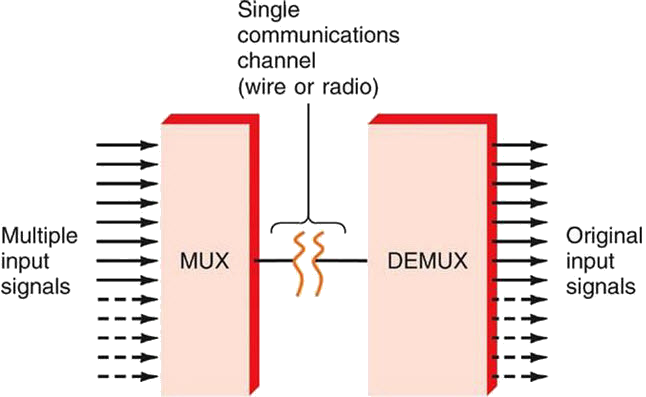 Single
communications
channel
(wire or radio)
Multiple
input
signals
MUX
DEMUX
Original
input
signals